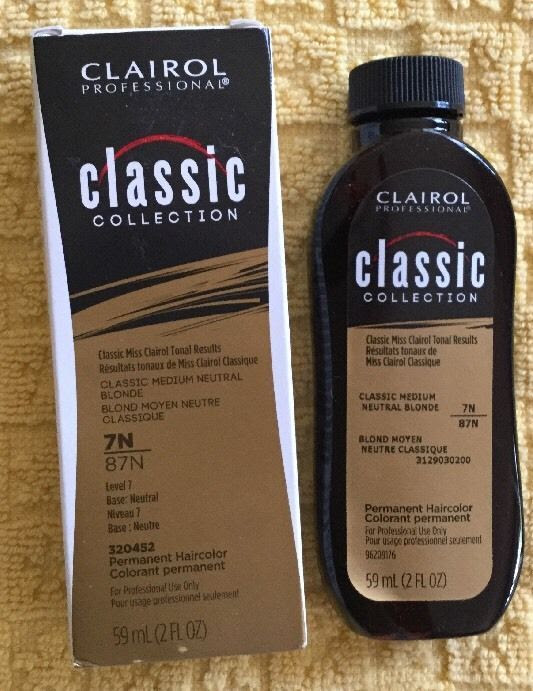 CLAIROL
PROFESSIONAL®
classic
COLLECTION
Classic Miss Clairol Tonal Results
Résultats tonaux de Miss Clairol Classique
CLASSIC MEDIUM NEUTRAL
BLONDE
BLOND MOYEN NEUTRE
CLASSIQUE
7N
87N
Level 7
Base: Neutral
Niveau 7
Base : Neutre
320452
Permanent Haircolor
Colorant permanent
For Professional Use Only
Pour usage professionnel seulement
59 mL (2 FL OZ)
CLAIROL
PROFESSIONAL®
classic
COLLECTION
Classic Miss Clairol Tonal Results
Résultats tonaux de
Miss Clairol Classique
CLASSIC MEDIUM
NEUTRAL BLONDE 7N
87N
BLOND MOYEN
NEUTRE CLASSIQUE
3129030200
Permanent Haircolor
Colorant permanent
For Professional Use Only
Pour usage professionnel seulement
96209176
59 mL (2 FL OZ)